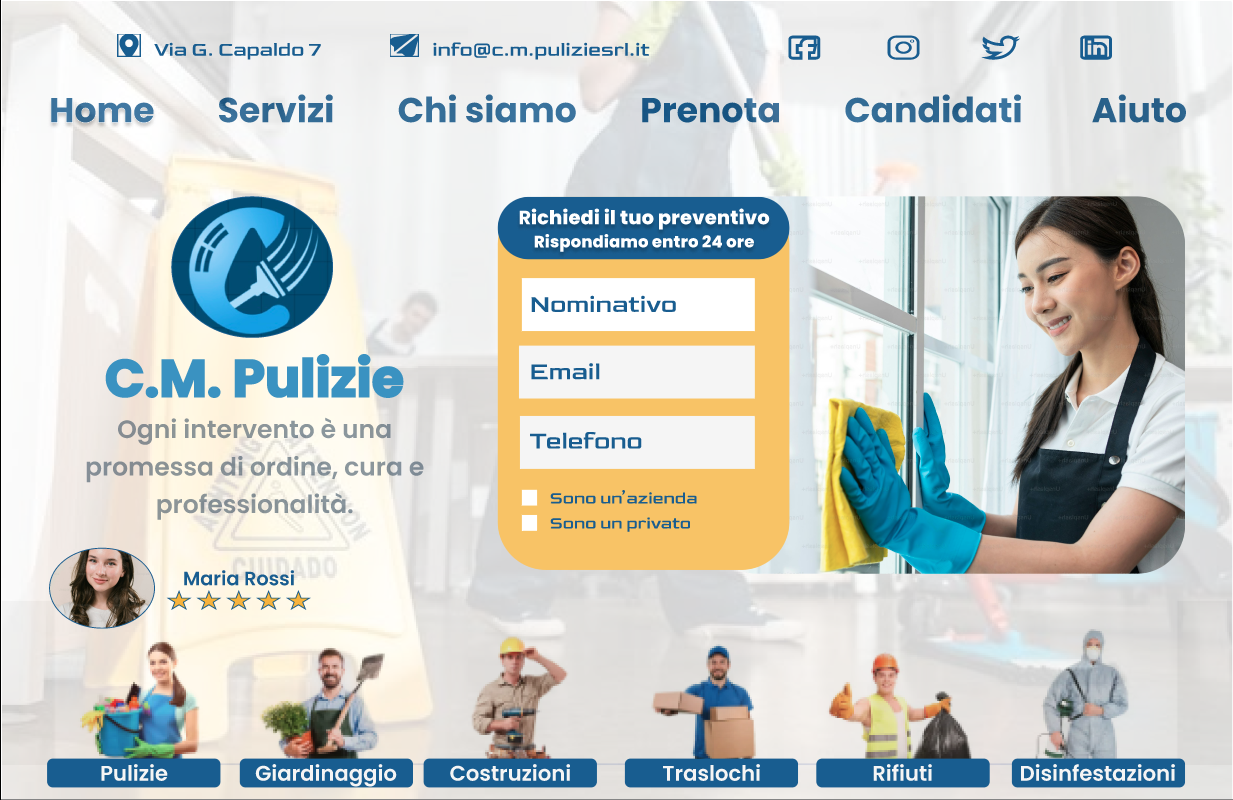 Via G. Capaldo 7
info@c.m.puliziesrl.it
Home Servizi Chi siamo Prenota Candidati Aiuto
C.M. Pulizie
Ogni intervento è una
promessa di ordine, cura e
professionalità.
CUIDADO
Maria Rossi
Richiedi il tuo preventivo
Rispondiamo entro 24 ore
Nominativo
Email
Telefono
Sono un'azienda
Sono un privato
Pulizie Giardinaggio Costruzioni Traslochi Rifiuti Disinfestazioni